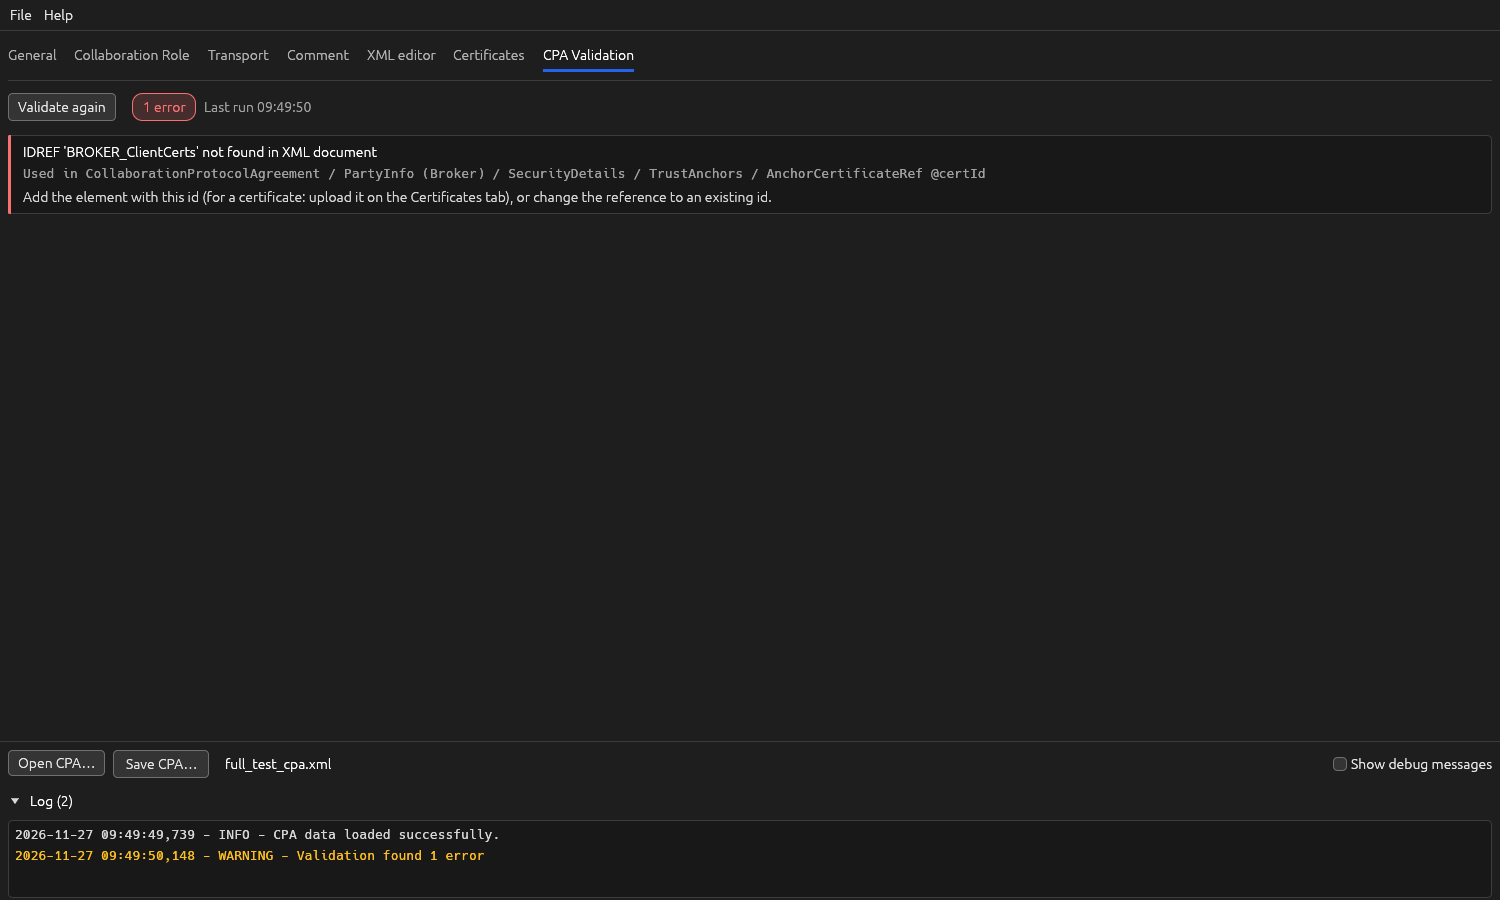 File Help
General Collaboration Role Transport Comment XML editor Certificates CPA Validation
Validate again 1 error Last run 09:49:50
IDREF 'BROKER_ClientCerts' not found in XML document
Used in CollaborationProtocolAgreement / PartyInfo (Broker) / SecurityDetails / TrustAnchors / AnchorCertificateRef @certId
Add the element with this id (for a certificate: upload it on the Certificates tab), or change the reference to an existing id.
Open CPA... Save CPA... full_test_cpa.xml Show debug messages
Log (2)
2026-11-27 09:49:49,739 - INFO - CPA data loaded successfully.
2026-11-27 09:49:50,148 - WARNING - Validation found 1 error